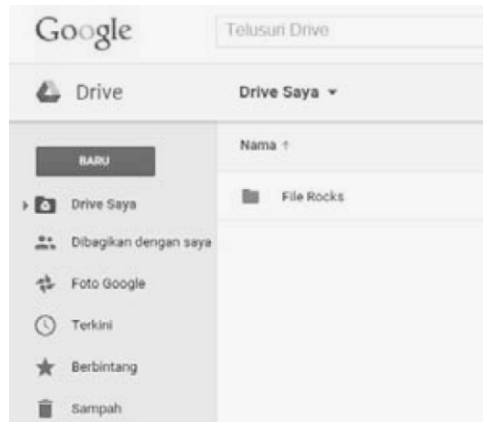 Google
Telusuri Drive
Drive
Drive Saya
BARU
Nama ↑
Drive Saya
File Rocks
Dibagikan dengan saya
Foto Google
Terkini
Berbintang
Sampah